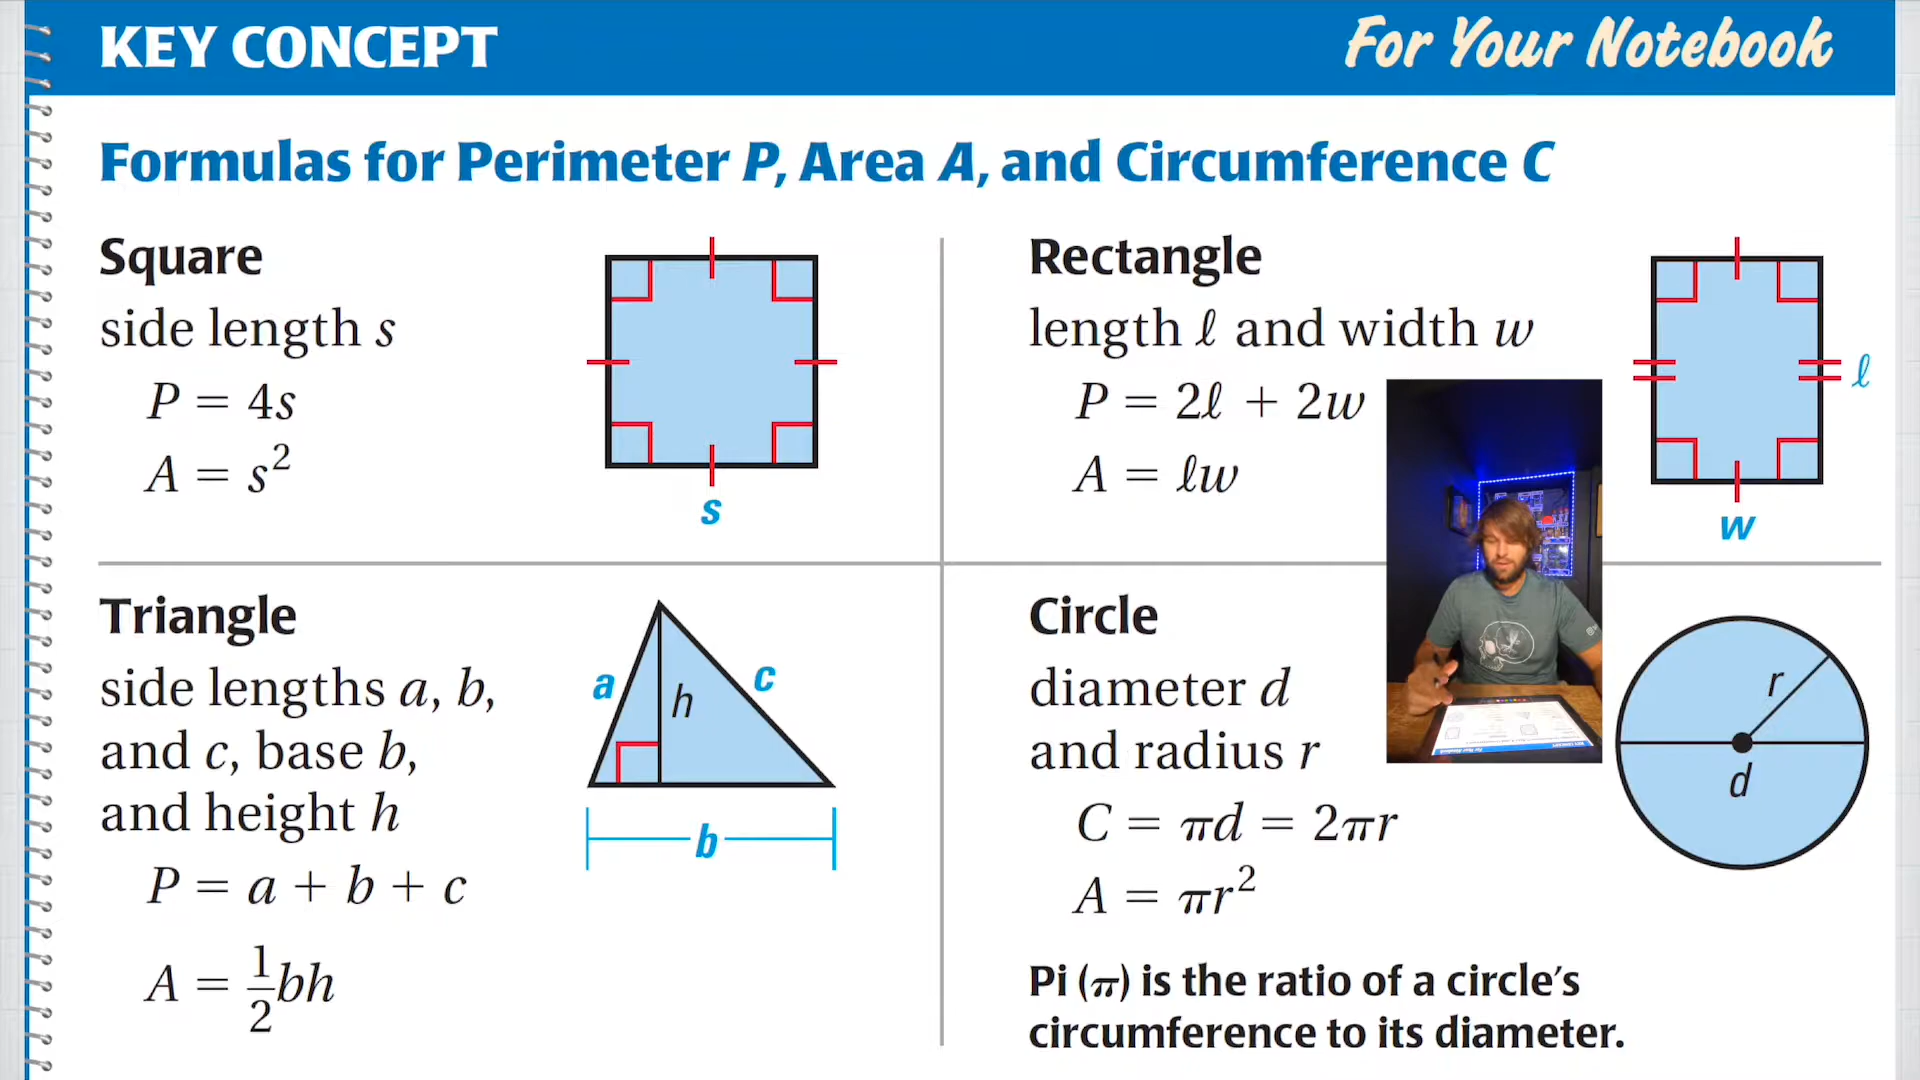 KEY CONCEPT
For Your Notebook
Formulas for Perimeter P, Area A, and Circumference C
Square
side length s
P = 4s
A = s²
s
Rectangle
length ℓ and width w
P = 2ℓ + 2w
A = ℓw
ℓ
w
Triangle
side lengths a, b,
and c, base b,
and height h
P = a + b + c
A = 1/2 bh
a
h
c
b
Circle
diameter d
and radius r
C = πd = 2πr
A = πr²
r
d
Pi (π) is the ratio of a circle's
circumference to its diameter.